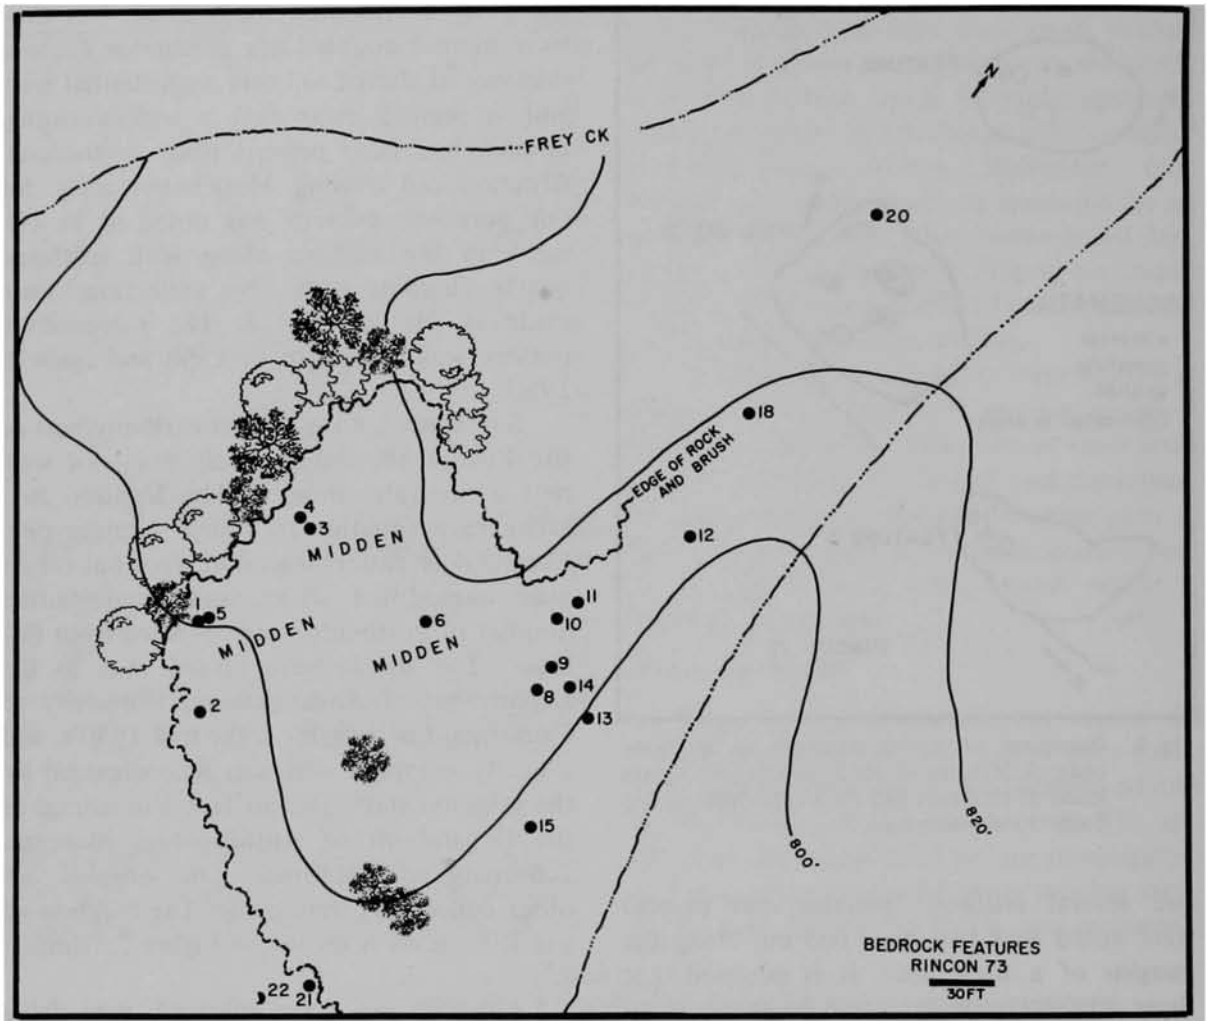 N
FREY CK
20
18
EDGE OF ROCK
AND BRUSH
4
3
MIDDEN
12
11
1
5
MIDDEN
6
10
MIDDEN
9
14
8
2
13
15
820'
800'
BEDROCK FEATURES
RINCON 73
30FT
22
21